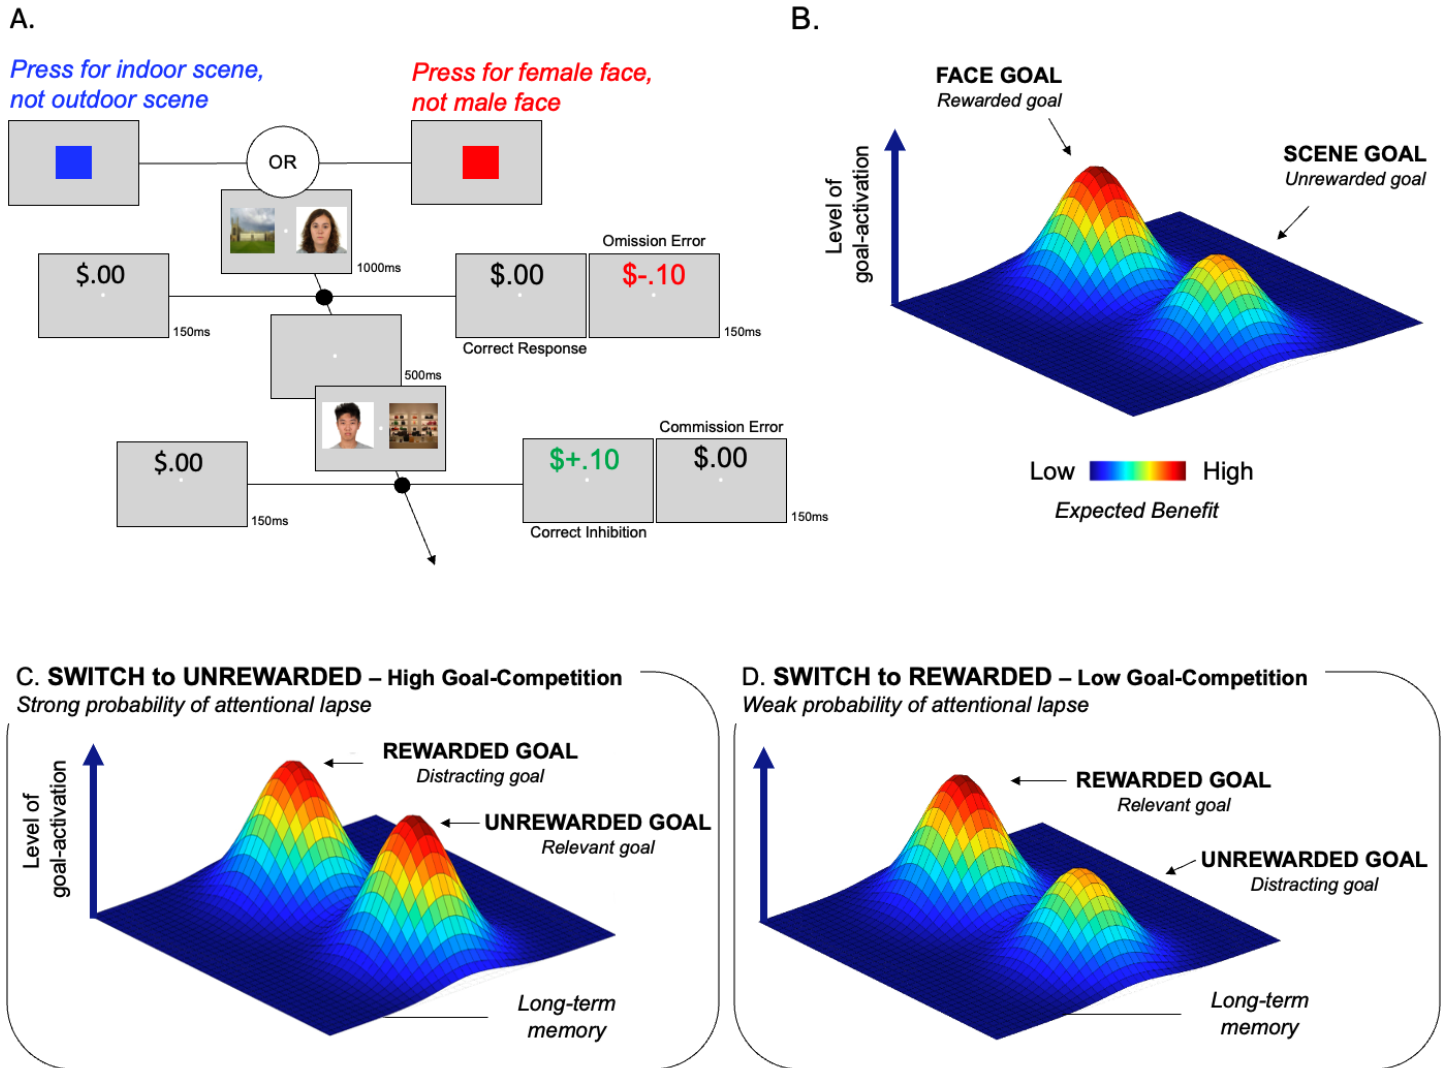 A.
Press for indoor scene,
not outdoor scene
Press for female face,
not male face
OR
1000ms
$.00
150ms
$.00
Correct Response
Omission Error
$-.10
150ms
500ms
$.00
150ms
$+.10
Correct Inhibition
Commission Error
$.00
150ms
B.
FACE GOAL
Rewarded goal
SCENE GOAL
Unrewarded goal
Level of
goal-activation
Low
High
Expected Benefit
C. SWITCH to UNREWARDED – High Goal-Competition
Strong probability of attentional lapse
Level of
goal-activation
REWARDED GOAL
Distracting goal
UNREWARDED GOAL
Relevant goal
Long-term
memory
D. SWITCH to REWARDED – Low Goal-Competition
Weak probability of attentional lapse
REWARDED GOAL
Relevant goal
UNREWARDED GOAL
Distracting goal
Long-term
memory